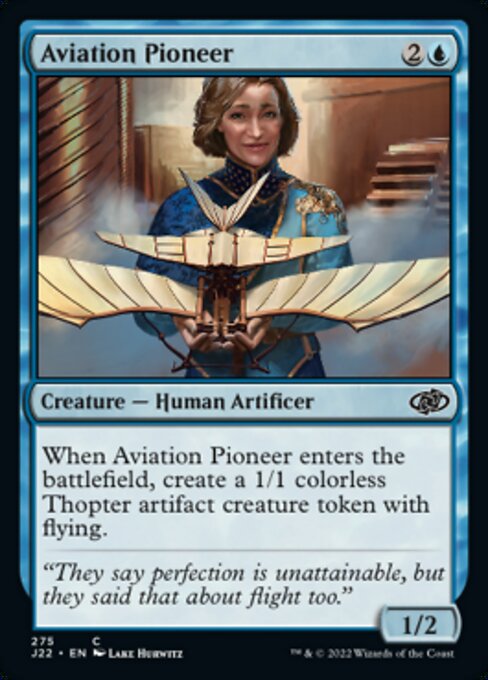 Aviation Pioneer 2
Creature — Human Artificer
When Aviation Pioneer enters the
battlefield, create a 1/1 colorless
Thopter artifact creature token with
flying.
“They say perfection is unattainable, but
they said that about flight too.”
1/2
275 C
J22 • EN Lake Hurwitz
™ & © 2022 Wizards of the Coast